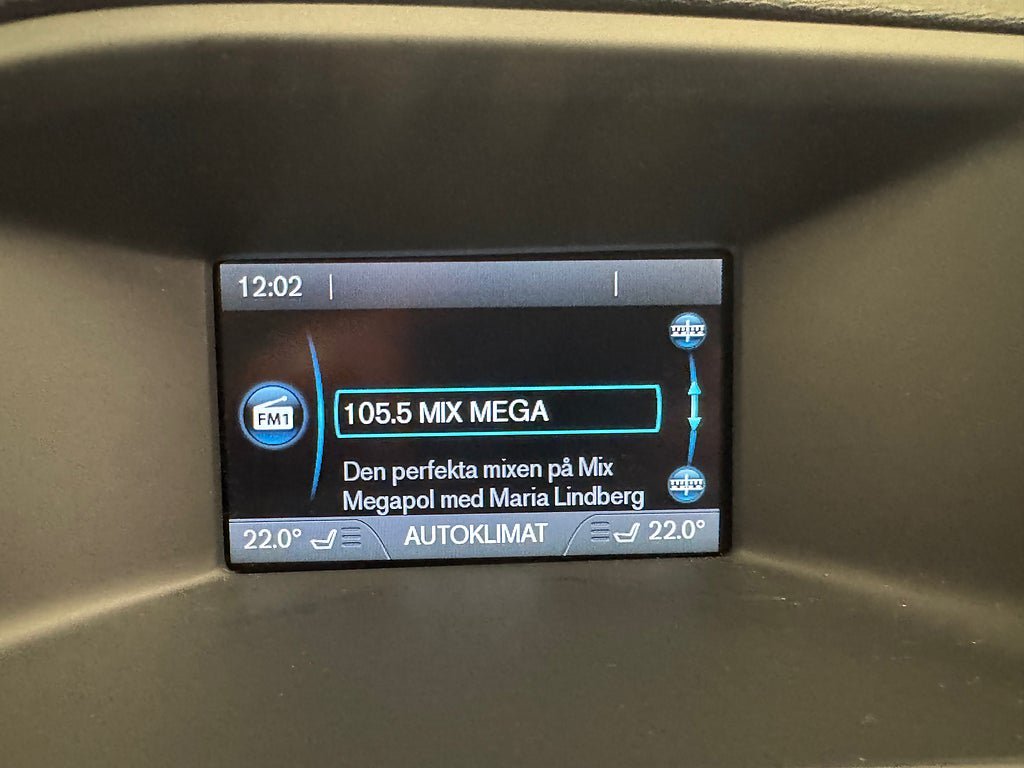 12:02
FM1
105.5 MIX MEGA
Den perfekta mixen på Mix
Megapol med Maria Lindberg
22.0° AUTOKLIMAT 22.0°